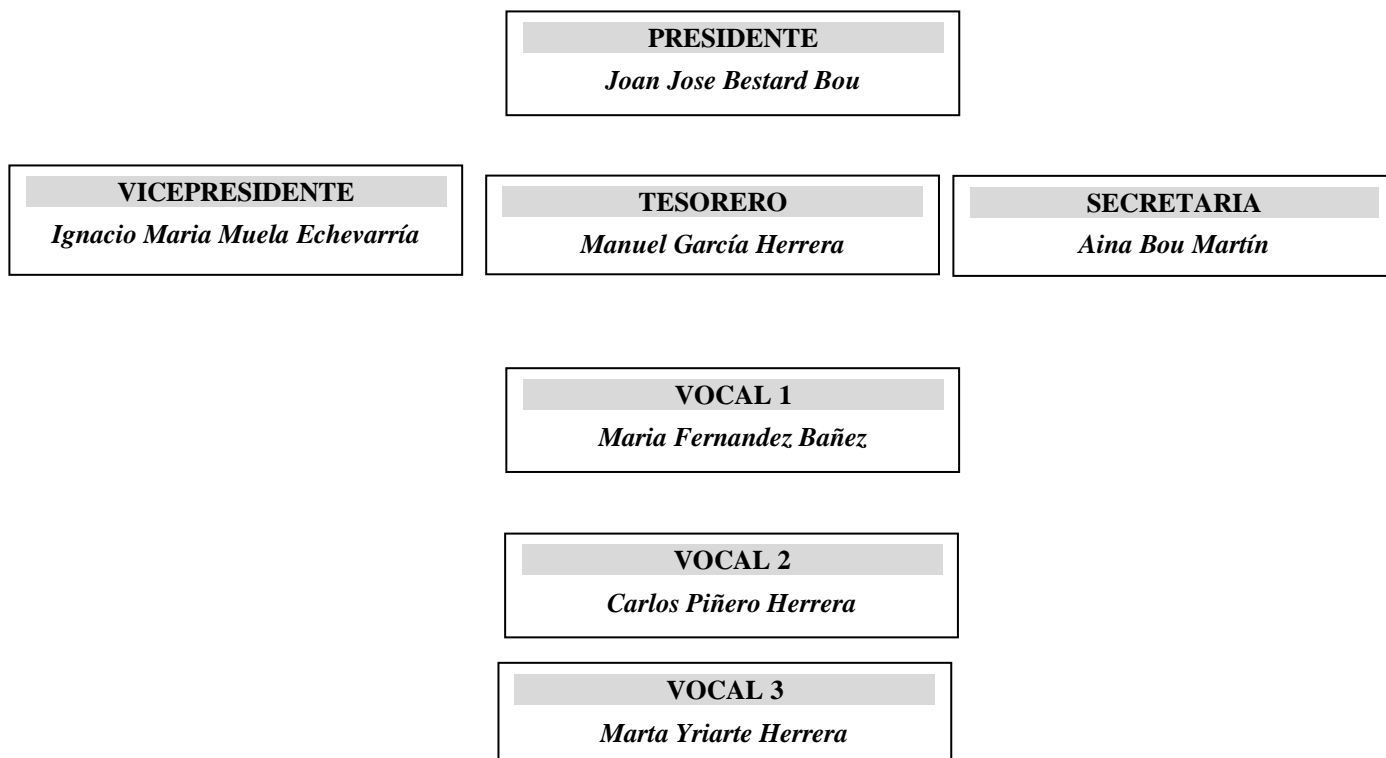 PRESIDENTE
Joan Jose Bestard Bou
VICEPRESIDENTE
Ignacio Maria Muela Echevarría
TESORERO
Manuel García Herrera
SECRETARIA
Aina Bou Martín
VOCAL 1
Maria Fernandez Bañez
VOCAL 2
Carlos Piñero Herrera
VOCAL 3
Marta Yriarte Herrera